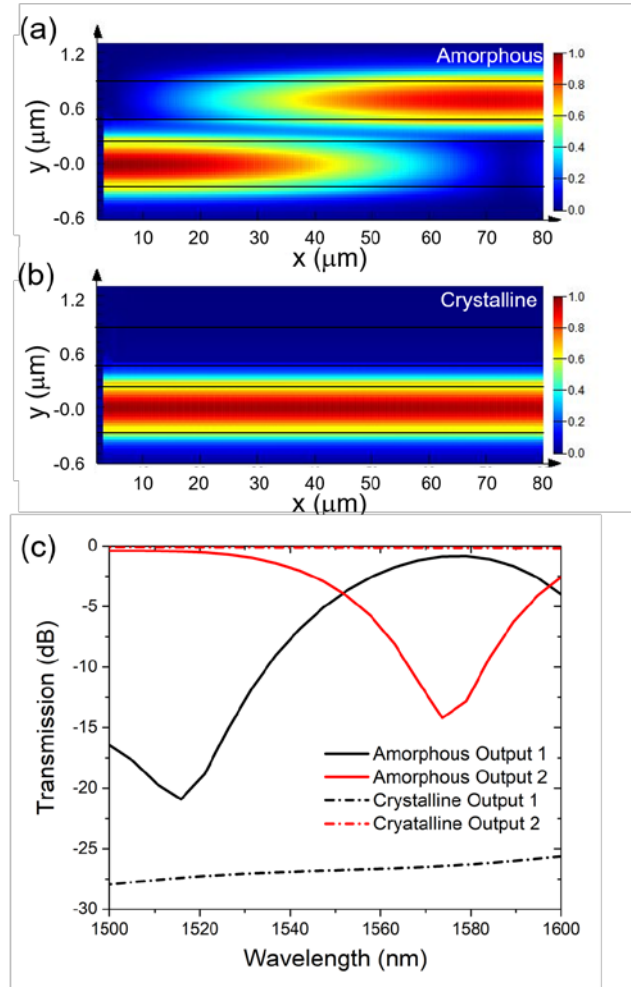 (a)
Amorphous
1.2
0.6
-0.0
-0.6
y (μm)
10 20 30 40 50 60 70 80
x (μm)
1.0
0.8
0.6
0.4
0.2
0.0
(b)
Crystalline
1.2
0.6
-0.0
-0.6
y (μm)
10 20 30 40 50 60 70 80
x (μm)
1.0
0.8
0.6
0.4
0.2
0.0
(c)
0
-5
-10
-15
-20
-25
-30
Transmission (dB)
Amorphous Output 1
Amorphous Output 2
Crystalline Output 1
Cryatalline Output 2
1500 1520 1540 1560 1580 1600
Wavelength (nm)